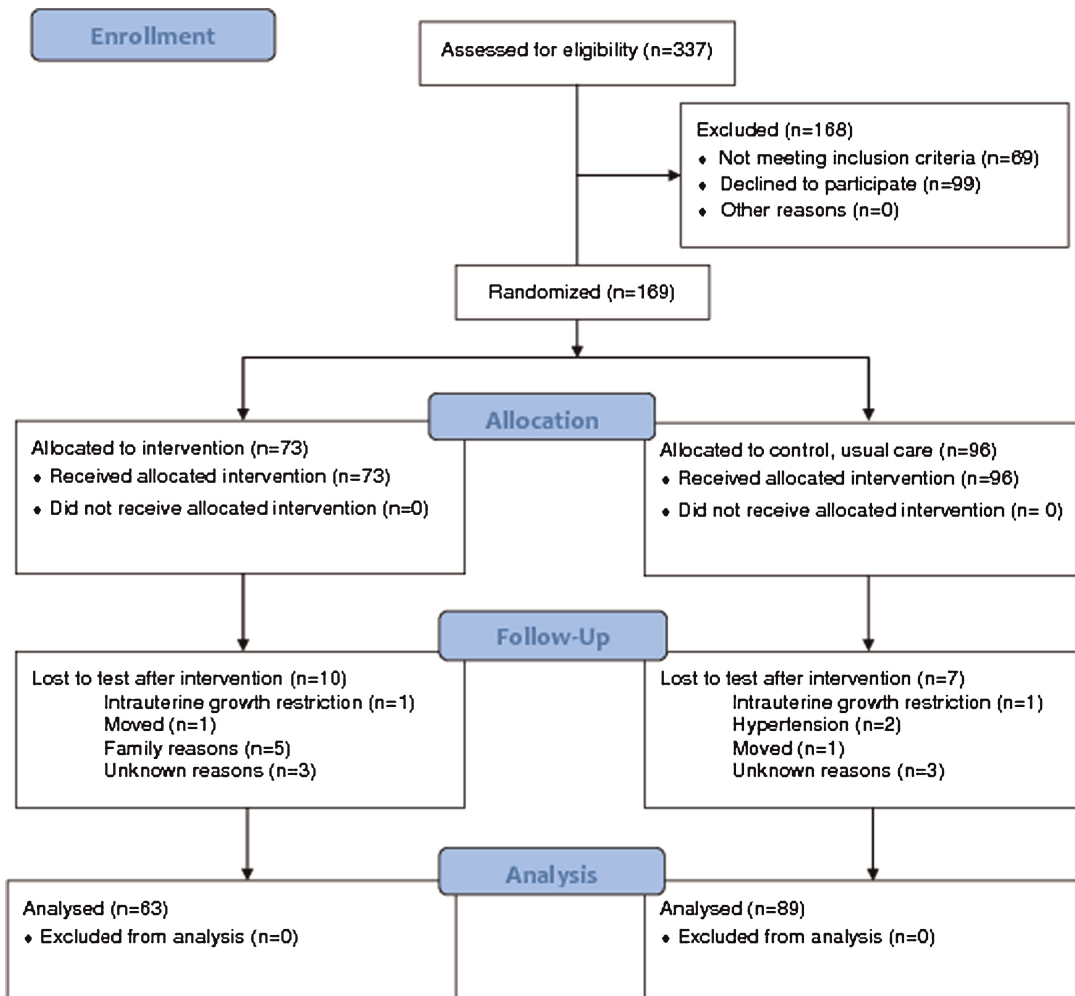 Enrollment
Assessed for eligibility (n=337)
Excluded (n=168)
♦ Not meeting inclusion criteria (n=69)
♦ Declined to participate (n=99)
♦ Other reasons (n=0)
Randomized (n=169)
Allocation
Allocated to intervention (n=73)
♦ Received allocated intervention (n=73)
♦ Did not receive allocated intervention (n=0)
Allocated to control, usual care (n=96)
♦ Received allocated intervention (n=96)
♦ Did not receive allocated intervention (n= 0)
Follow-Up
Lost to test after intervention (n=10)
Intrauterine growth restriction (n=1)
Moved (n=1)
Family reasons (n=5)
Unknown reasons (n=3)
Lost to test after intervention (n=7)
Intrauterine growth restriction (n=1)
Hypertension (n=2)
Moved (n=1)
Unknown reasons (n=3)
Analysis
Analysed (n=63)
♦ Excluded from analysis (n=0)
Analysed (n=89)
♦ Excluded from analysis (n=0)